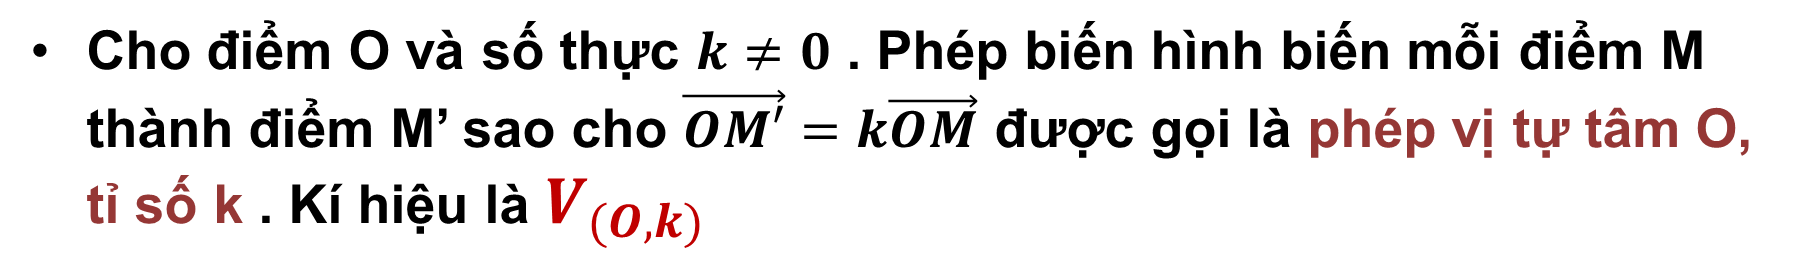 • Cho điểm O và số thực k ≠ 0 . Phép biến hình biến mỗi điểm M
thành điểm M’ sao cho $\overrightarrow{OM'} = k\overrightarrow{OM}$ được gọi là phép vị tự tâm O,
tỉ số k . Kí hiệu là $V_{(O,k)}$